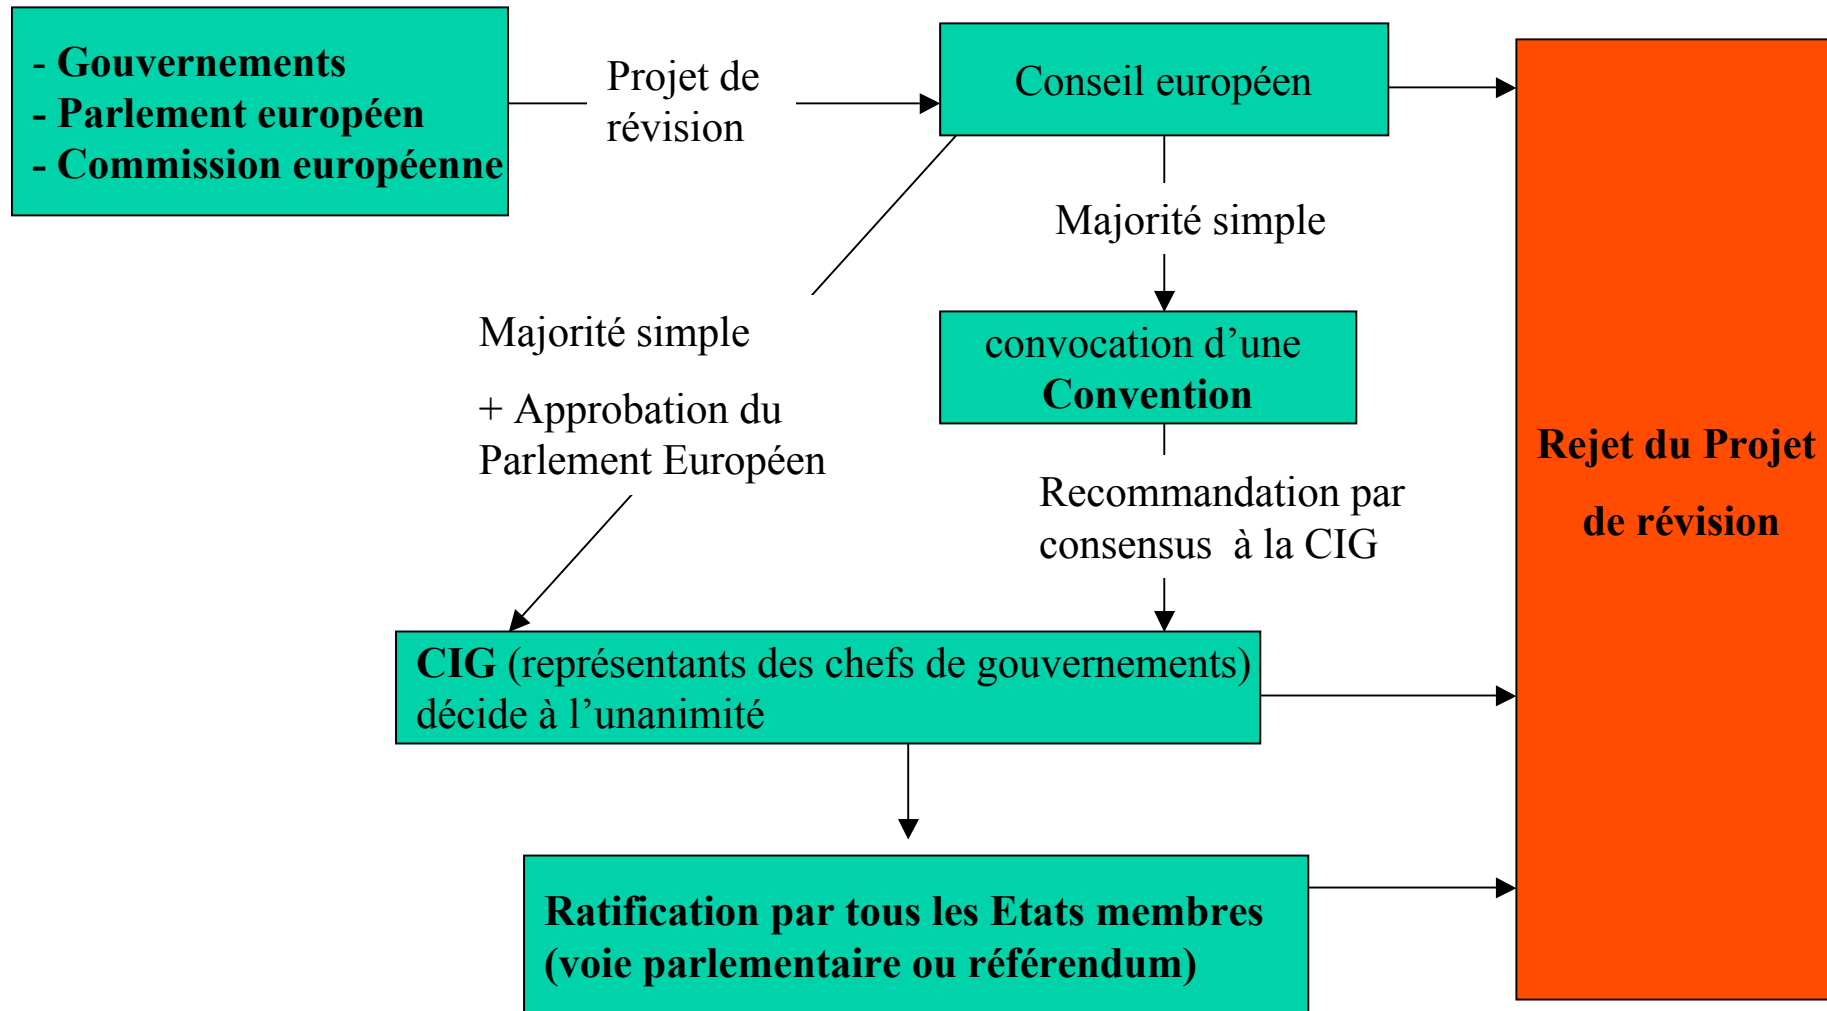 - Gouvernements
- Parlement européen
- Commission européenne
Projet de
révision
Conseil européen
Majorité simple
Majorité simple
+ Approbation du
Parlement Européen
convocation d’une
Convention
Recommandation par
consensus à la CIG
CIG (représentants des chefs de gouvernements)
décide à l’unanimité
Ratification par tous les Etats membres
(voie parlementaire ou référendum)
Rejet du Projet
de révision